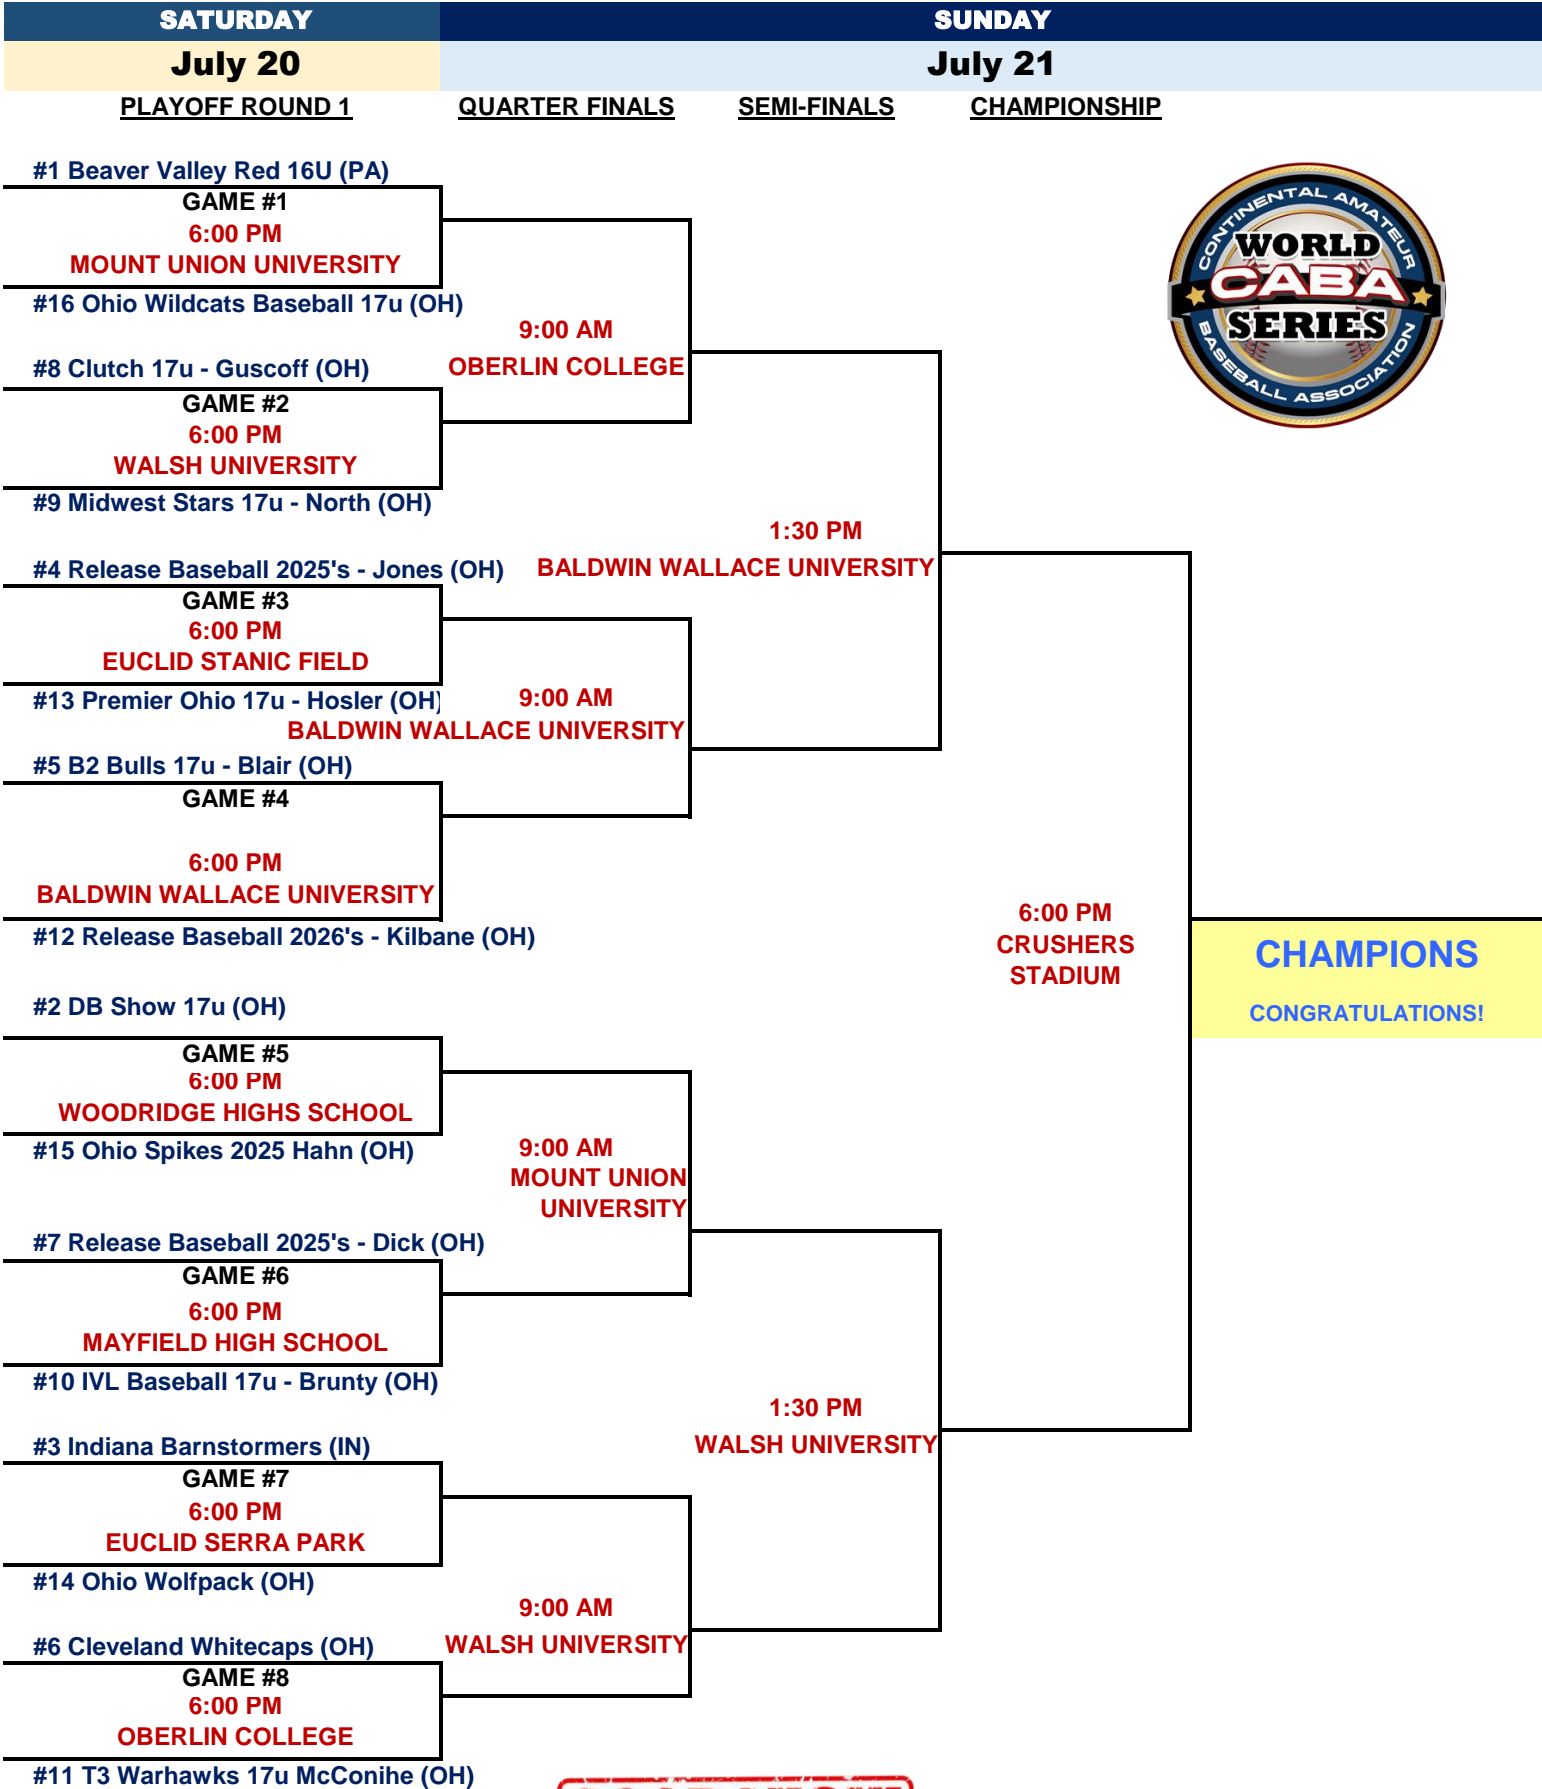 SATURDAY
SUNDAY
July 20
July 21
PLAYOFF ROUND 1
QUARTER FINALS
SEMI-FINALS
CHAMPIONSHIP
CONTINENTAL AMATEUR
WORLD
CABA
SERIES
BASEBALL ASSOCIATION
#1 Beaver Valley Red 16U (PA)
GAME #1
6:00 PM
MOUNT UNION UNIVERSITY
#16 Ohio Wildcats Baseball 17u (OH)
9:00 AM
OBERLIN COLLEGE
#8 Clutch 17u - Guscoff (OH)
GAME #2
6:00 PM
WALSH UNIVERSITY
#9 Midwest Stars 17u - North (OH)
1:30 PM
BALDWIN WALLACE UNIVERSITY
#4 Release Baseball 2025's - Jones (OH)
GAME #3
6:00 PM
EUCLID STANIC FIELD
#13 Premier Ohio 17u - Hosler (OH)
9:00 AM
BALDWIN WALLACE UNIVERSITY
#5 B2 Bulls 17u - Blair (OH)
GAME #4
6:00 PM
BALDWIN WALLACE UNIVERSITY
#12 Release Baseball 2026's - Kilbane (OH)
6:00 PM
CRUSHERS
STADIUM
CHAMPIONS
CONGRATULATIONS!
#2 DB Show 17u (OH)
GAME #5
6:00 PM
WOODRIDGE HIGHS SCHOOL
#15 Ohio Spikes 2025 Hahn (OH)
9:00 AM
MOUNT UNION
UNIVERSITY
#7 Release Baseball 2025's - Dick (OH)
GAME #6
6:00 PM
MAYFIELD HIGH SCHOOL
#10 IVL Baseball 17u - Brunty (OH)
1:30 PM
WALSH UNIVERSITY
#3 Indiana Barnstormers (IN)
GAME #7
6:00 PM
EUCLID SERRA PARK
#14 Ohio Wolfpack (OH)
9:00 AM
WALSH UNIVERSITY
#6 Cleveland Whitecaps (OH)
GAME #8
6:00 PM
OBERLIN COLLEGE
#11 T3 Warhawks 17u McConihe (OH)